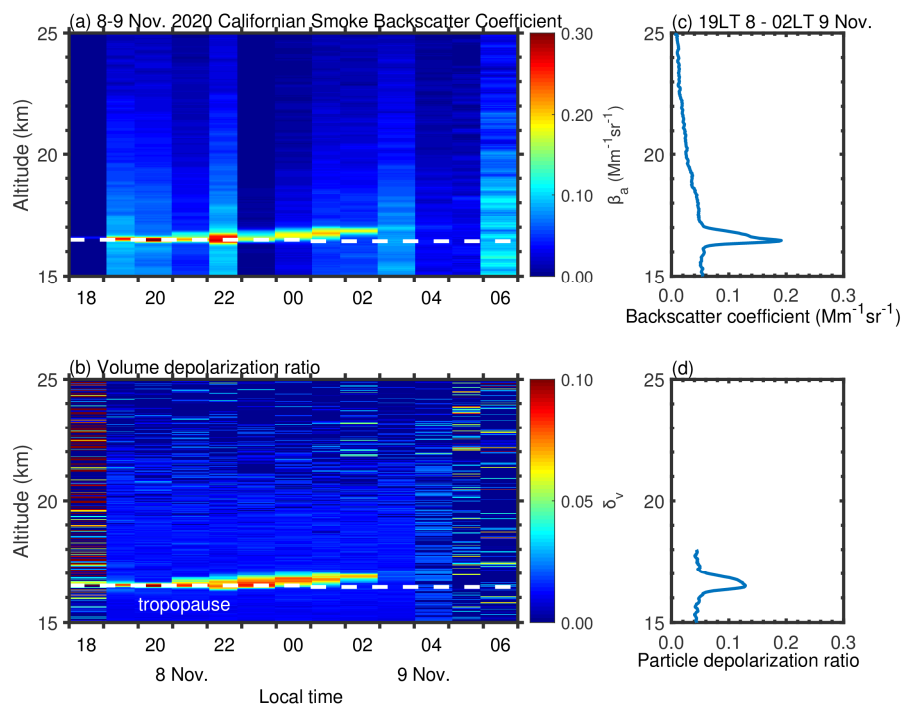 (a) 8-9 Nov. 2020 Californian Smoke Backscatter Coefficient
25
20
15
Altitude (km)
18 20 22 00 02 04 06
0.30
0.20
0.10
0.00
βa (Mm-1sr-1)
(c) 19LT 8 - 02LT 9 Nov.
25
20
15
0.0 0.1 0.2 0.3
Backscatter coefficient (Mm-1sr-1)
(b) Volume depolarization ratio
25
20
15
Altitude (km)
tropopause
18 20 22 00 02 04 06
8 Nov. 9 Nov.
Local time
0.10
0.05
0.00
δv
(d)
25
20
15
0.0 0.1 0.2 0.3
Particle depolarization ratio